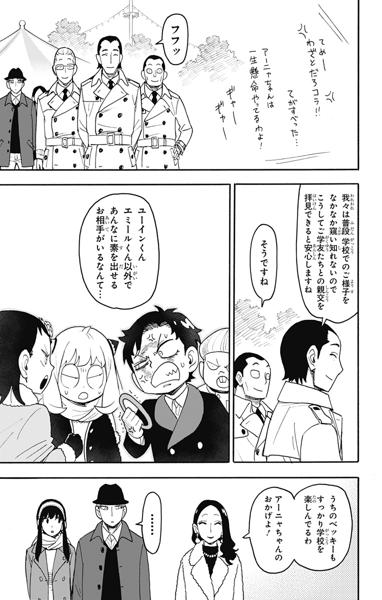 てめー
わざとだろコラ!!
てがすべった…
アーニャちゃんは
一生懸命やってるわよ!
ギャー
ギャー
フフッ
我々は普段学校でのご様子を
なかなか窺い知れないので
こうしてご学友たちとの親交を
拝見できると安心しますね
そうですね
ユーインくん
エミールくん以外で
あんなに素を出せる
お相手がいるなんて…
うちのベッキーも
すっかり学校を
楽しんでるわ
アーニャちゃんの
おかげよ!
……